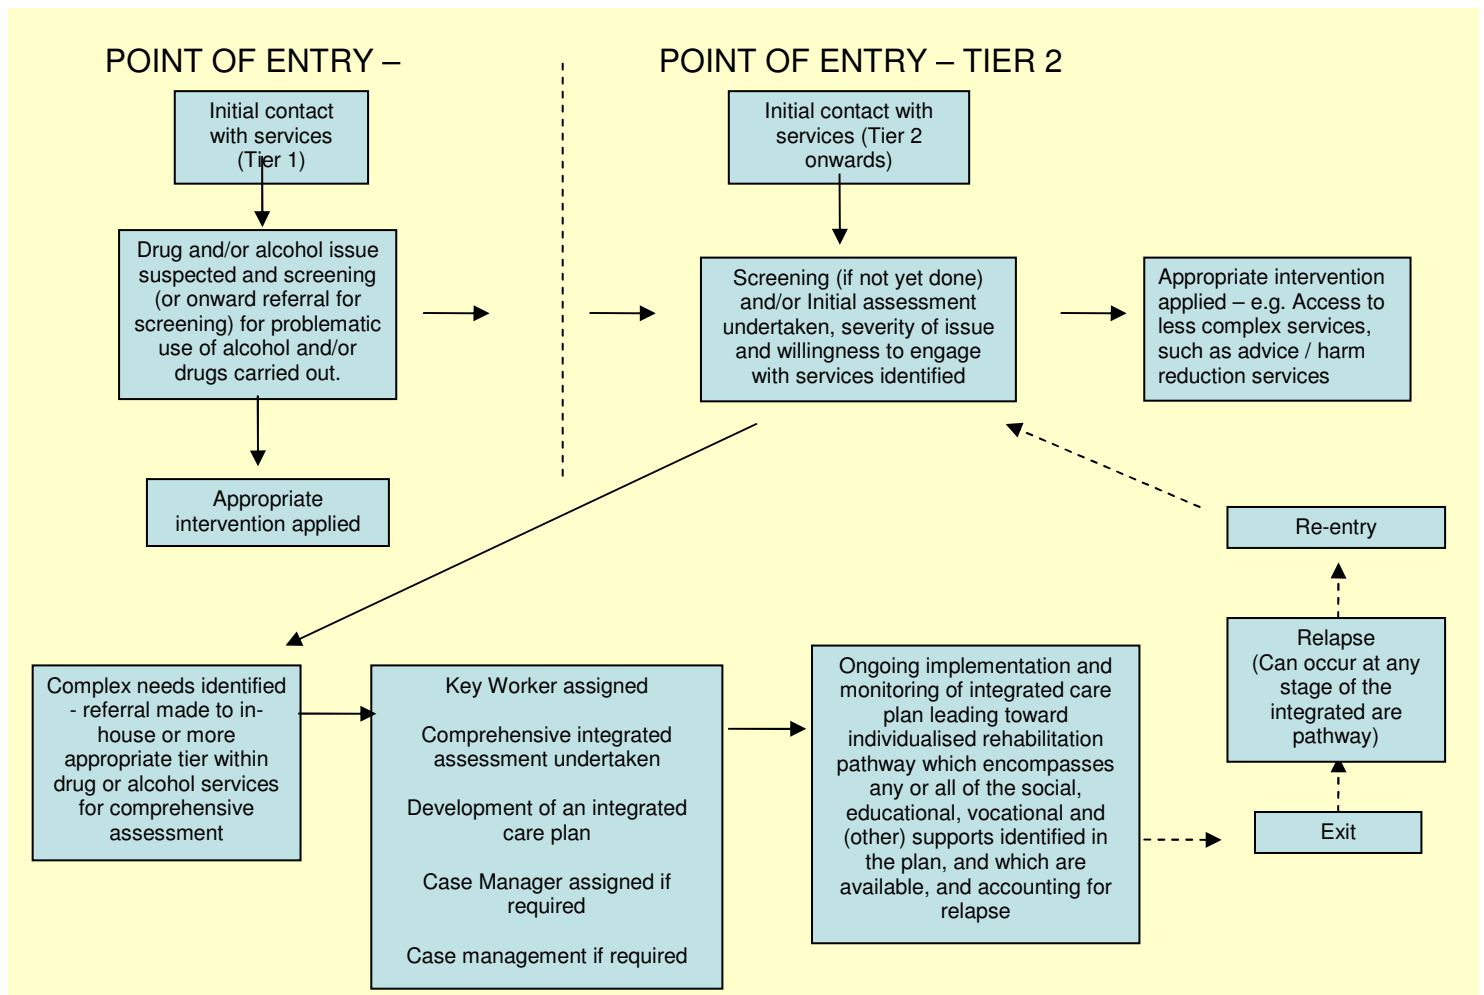 POINT OF ENTRY –
Initial contact
with services
(Tier 1)
Drug and/or alcohol issue
suspected and screening
(or onward referral for
screening) for problematic
use of alcohol and/or
drugs carried out.
Appropriate
intervention applied
POINT OF ENTRY – TIER 2
Initial contact with
services (Tier 2
onwards)
Screening (if not yet done)
and/or Initial assessment
undertaken, severity of issue
and willingness to engage
with services identified
Appropriate intervention
applied – e.g. Access to
less complex services,
such as advice / harm
reduction services
Complex needs identified
- referral made to in-
house or more
appropriate tier within
drug or alcohol services
for comprehensive
assessment
Key Worker assigned
Comprehensive integrated
assessment undertaken
Development of an integrated
care plan
Case Manager assigned if
required
Case management if required
Ongoing implementation and
monitoring of integrated care
plan leading toward
individualised rehabilitation
pathway which encompasses
any or all of the social,
educational, vocational and
(other) supports identified in
the plan, and which are
available, and accounting for
relapse
Exit
Relapse
(Can occur at any
stage of the
integrated are
pathway)
Re-entry